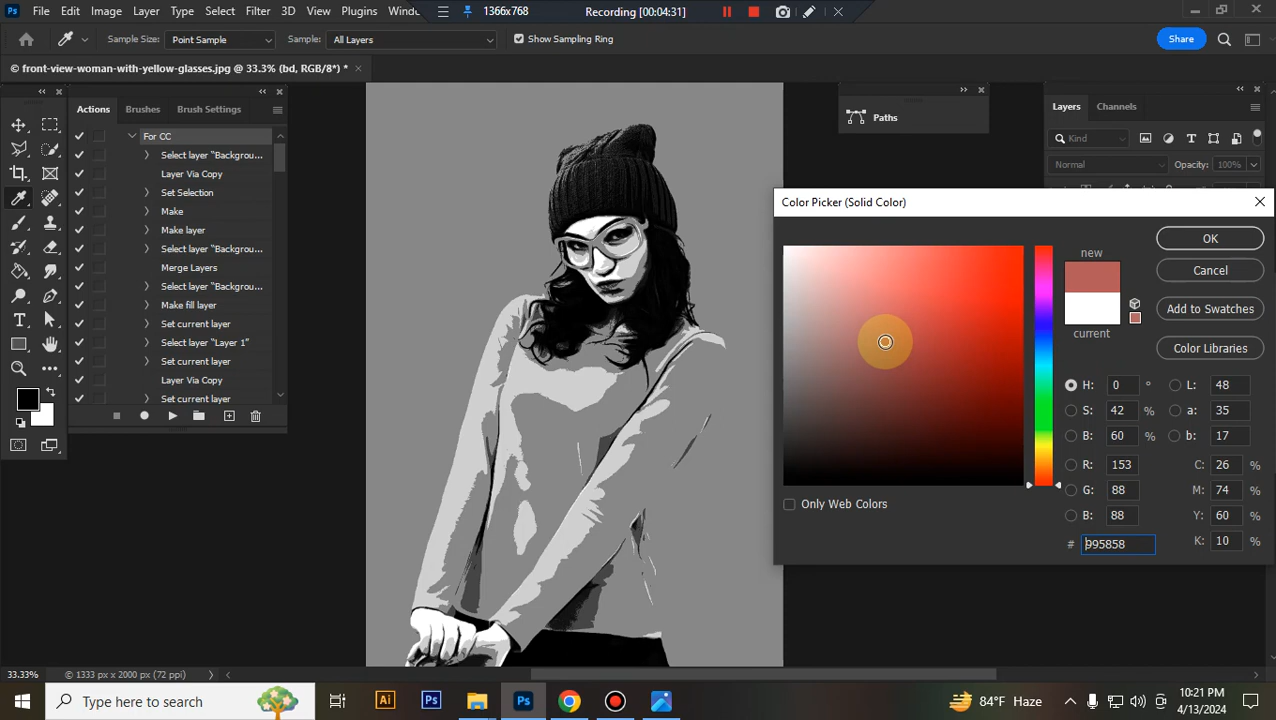 Ps File Edit Image Layer Type Select Filter 3D View Plugins Wind
1366x768 Recording [00:04:31]
Sample Size: Point Sample Sample: All Layers Show Sampling Ring Share
© front-view-woman-with-yellow-glasses.jpg @ 33.3% (bd, RGB/8*) *
Actions Brushes Brush Settings
For CC
Select layer "Backgrou...
Layer Via Copy
Set Selection
Make
Make layer
Select layer "Backgrou...
Merge Layers
Select layer "Backgrou...
Make fill layer
Set current layer
Select layer "Layer 1"
Set current layer
Layer Via Copy
Set current layer
Paths
Layers Channels
Kind
Normal Opacity: 100%
Color Picker (Solid Color)
new
current
OK
Cancel
Add to Swatches
Color Libraries
H: 0 ° L: 48
S: 42 % a: 35
B: 60 % b: 17
R: 153 C: 26 %
G: 88 M: 74 %
B: 88 Y: 60 %
# 995858 K: 10 %
Only Web Colors
33.33% © 1333 px x 2000 px (72 ppi)
Type here to search
Ai Ps Ps
84°F Haze
10:21 PM
4/13/2024